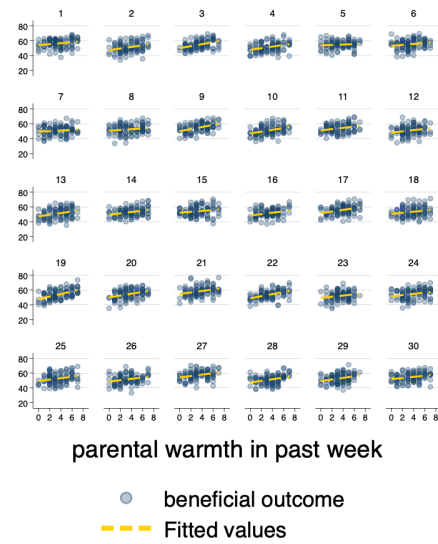 1 2 3 4 5 6
80
60
40
20
7 8 9 10 11 12
80
60
40
20
13 14 15 16 17 18
80
60
40
20
19 20 21 22 23 24
80
60
40
20
25 26 27 28 29 30
80
60
40
20
0 2 4 6 8 0 2 4 6 8 0 2 4 6 8 0 2 4 6 8 0 2 4 6 8 0 2 4 6 8
parental warmth in past week
beneficial outcome
Fitted values